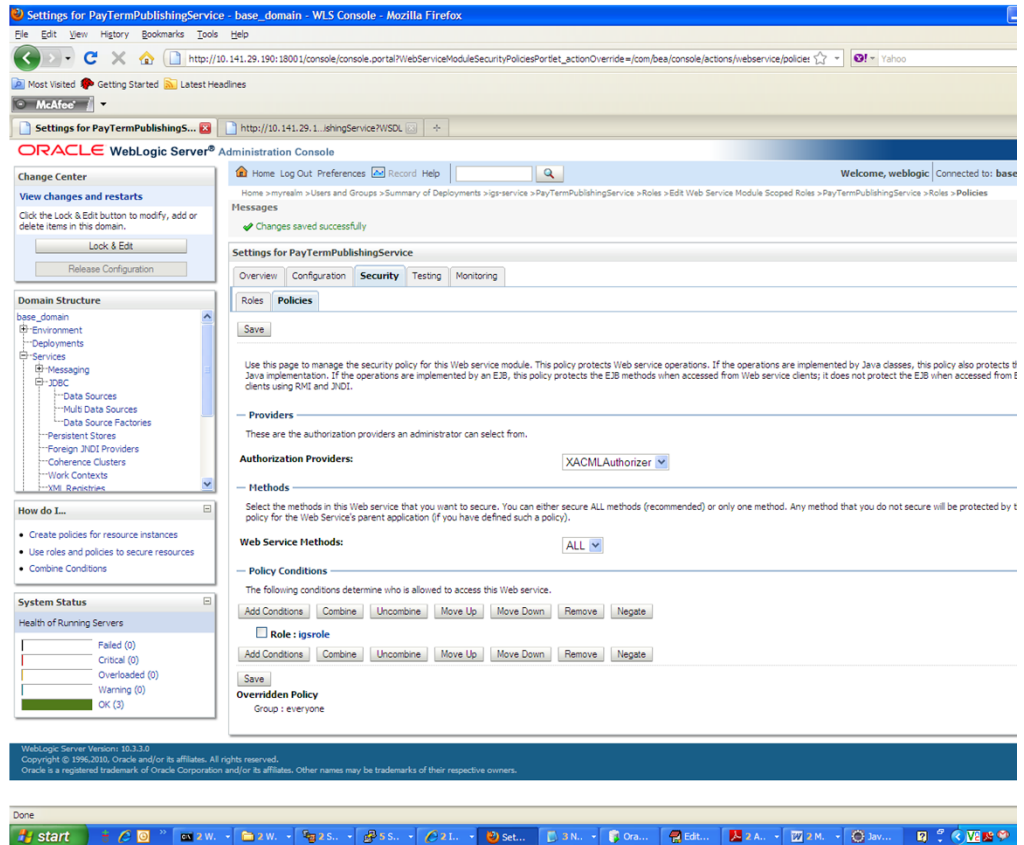 Settings for PayTermPublishingService - base_domain - WLS Console - Mozilla Firefox
File Edit View History Bookmarks Tools Help
http://10.141.29.190:18001/console/console.portal?WebServiceModuleSecurityPoliciesPortlet_actionOverride=/com/bea/console/actions/webservice/policies
Yahoo
Most Visited Getting Started Latest Headlines
McAfee
Settings for PayTermPublishingS... http://10.141.29.1...ishingService?WSDL
ORACLE WebLogic Server® Administration Console
Change Center
View changes and restarts
Click the Lock & Edit button to modify, add or
delete items in this domain.
Lock & Edit
Release Configuration
Domain Structure
base_domain
Environment
Deployments
Services
Messaging
JDBC
Data Sources
Multi Data Sources
Data Source Factories
Persistent Stores
Foreign JNDI Providers
Coherence Clusters
Work Contexts
XML Registries
How do I...
Create policies for resource instances
Use roles and policies to secure resources
Combine Conditions
System Status
Health of Running Servers
Failed (0)
Critical (0)
Overloaded (0)
Warning (0)
OK (3)
Home Log Out Preferences Record Help
Welcome, weblogic Connected to: base
Home >myrealm >Users and Groups >Summary of Deployments >igs-service >PayTermPublishingService >Roles >Edit Web Service Module Scoped Roles >PayTermPublishingService >Roles >Policies
Messages
Changes saved successfully
Settings for PayTermPublishingService
Overview Configuration Security Testing Monitoring
Roles Policies
Save
Use this page to manage the security policy for this Web service module. This policy protects Web service operations. If the operations are implemented by Java classes, this policy also protects th
Java implementation. If the operations are implemented by an EJB, this policy protects the EJB methods when accessed from Web service clients; it does not protect the EJB when accessed from E
clients using RMI and JNDI.
Providers
These are the authorization providers an administrator can select from.
Authorization Providers: XACMLAuthorizer
Methods
Select the methods in this Web service that you want to secure. You can either secure ALL methods (recommended) or only one method. Any method that you do not secure will be protected by t
policy for the Web Service's parent application (if you have defined such a policy).
Web Service Methods: ALL
Policy Conditions
The following conditions determine who is allowed to access this Web service.
Add Conditions Combine Uncombine Move Up Move Down Remove Negate
Role : igsrole
Add Conditions Combine Uncombine Move Up Move Down Remove Negate
Save
Overridden Policy
Group : everyone
WebLogic Server Version: 10.3.3.0
Copyright © 1996,2010, Oracle and/or its affiliates. All rights reserved.
Oracle is a registered trademark of Oracle Corporation and/or its affiliates. Other names may be trademarks of their respective owners.
Done
start 2 W. 2 W. 2 S.. 5 S.. 2 I... Set... 3 N.. Ora... Edit... 2 A.. 2 M. Jav...